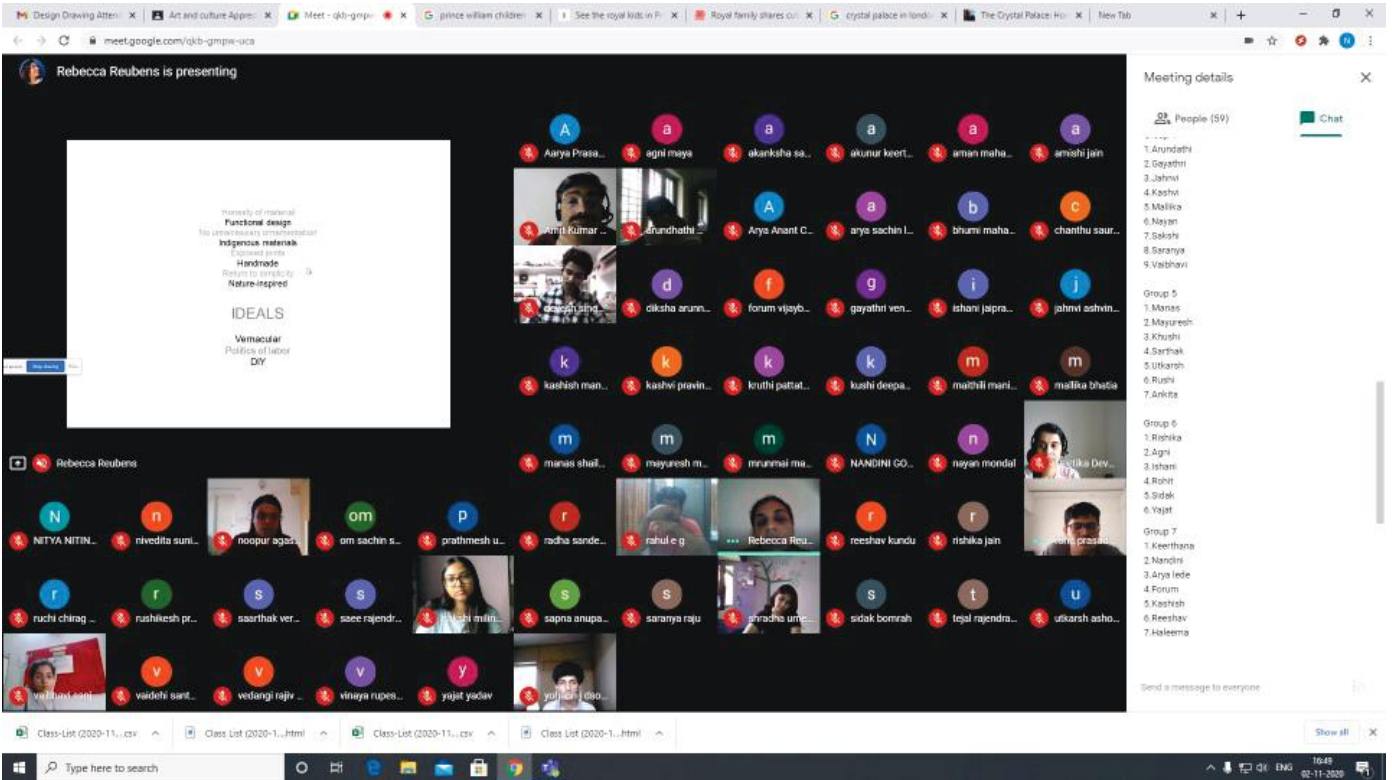 Design Drawing Atten
Art and culture Apprec
Meet - qkb-gmpw
prince william children
See the royal kids in P
Royal family shares cu
crystal palace in londo
The Crystal Palace: Ho
New Tab
meet.google.com/qkb-gmpw-uca
Rebecca Reubens is presenting
Honesty of material
Functional design
No unnecessary ornamentation
Indigenous materials
Exposed joints
Handmade
Return to simplicity
Nature-inspired
IDEALS
Vernacular
Politics of labor
DIY
Stop sharing
Rebecca Reubens
A a a a a a
Aarya Prasa... agni maya akanksha sa... akunur keert... aman maha... amishi jain
A a b c
Amit Kumar ... arundhathi ... Arya Anant C... arya sachin l... bhumi maha... chanthu saur...
d f g i j
devesh sing... diksha arunn... forum vijayb... gayathri ven... ishani jaipra... jahnvi ashvin...
k k k k m m
kashish man... kashvi pravin... kruthi pattat... kushi deepa... maithili mani... mallika bhatia
m m m N n
manas shail... mayuresh m... mrunmai ma... NANDINI GO... nayan mondal Dev...
N n om p r r r
NITYA NITIN... nivedita suni... noopur agas... om sachin s... prathmesh u... radha sande... rahul e g Rebecca Reu... reeshav kundu rishika jain prasad
r r s s s s s t u
ruchi chirag ... rushikesh pr... saarthak ver... saee rajendr... milin... sapna anupa... saranya raju shradha ume... sidak bomrah tejal rajendra... utkarsh asho...
v v v y
vaibhavi sanj... vaidehi sant... vedangi rajiv ... vinaya rupes... yajat yadav
Meeting details
People (59)
Chat
1.Arundathi
2.Gayathri
3.Jahnvi
4.Kashvi
5.Mallika
6.Nayan
7.Sakshi
8.Saranya
9.Vaibhavi
Group 5
1.Manas
2.Mayuresh
3.Khushi
4.Sarthak
5.Utkarsh
6.Rushi
7.Ankita
Group 6
1.Rishika
2.Agni
3.Ishani
4.Rohit
5.Sidak
6.Yajat
Group 7
1.Keerthana
2.Nandini
3.Arya lede
4.Forum
5.Kashish
6.Reeshav
7.Haleema
Send a message to everyone
Class-List (2020-11....csv
Class List (2020-1....html
Class-List (2020-11....csv
Class List (2020-1....html
Show all
Type here to search
ENG
16:49
02-11-2020